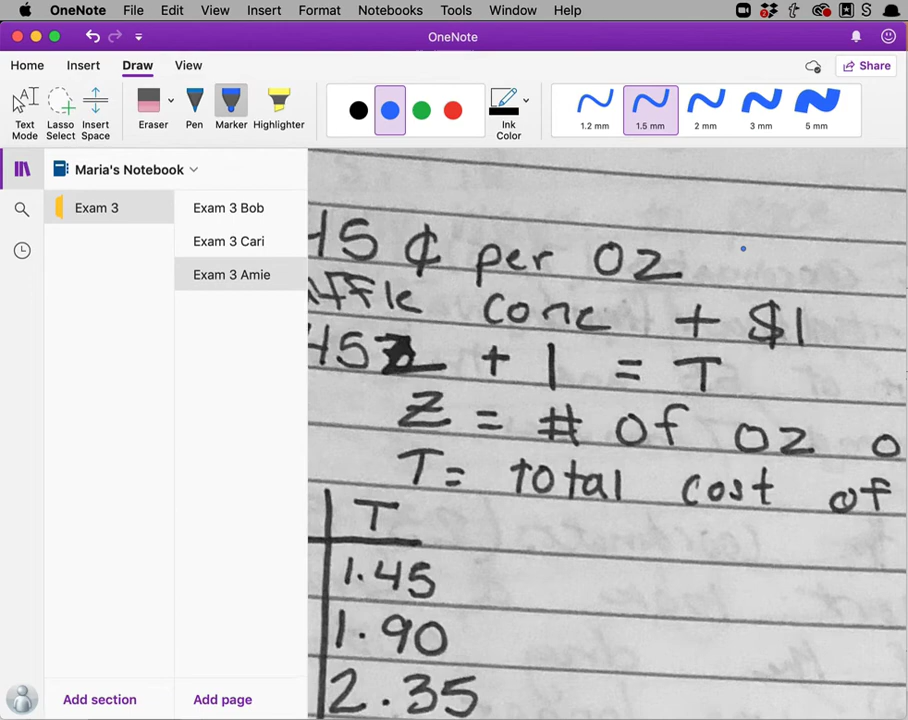 OneNote File Edit View Insert Format Notebooks Tools Window Help
OneNote
Home Insert Draw View Share
Text Mode Lasso Select Insert Space Eraser Pen Marker Highlighter Ink Color 1.2 mm 1.5 mm 2 mm 3 mm 5 mm
Maria's Notebook
Exam 3 Exam 3 Bob
Exam 3 Cari
Exam 3 Amie
45 ¢ per oz
affle cone + $1
45z + 1 = T
z = # of oz o
T = total cost of
T
1.45
1.90
2.35
Add section Add page